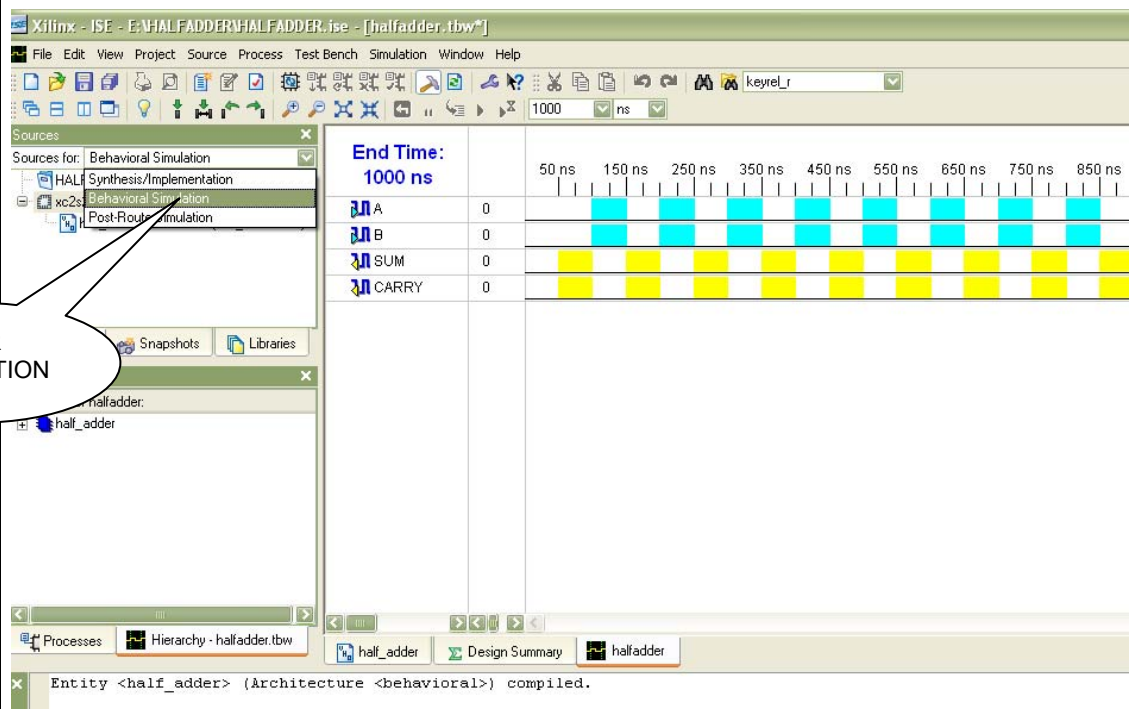 Xilinx - ISE - E:\HALFADDER\HALFADDER.ise - [halfadder.tbw*]
File Edit View Project Source Process Test Bench Simulation Window Help
keyrel_r
1000 ns
Sources
Sources for: Behavioral Simulation
Synthesis/Implementation
Behavioral Simulation
Post-Route Simulation
HALF
xc2s
Snapshots Libraries
TION
halfadder:
half_adder
Processes Hierarchy - halfadder.tbw
End Time:
1000 ns
50 ns 150 ns 250 ns 350 ns 450 ns 550 ns 650 ns 750 ns 850 ns
A 0
B 0
SUM 0
CARRY 0
half_adder Design Summary halfadder
Entity <half_adder> (Architecture <behavioral>) compiled.